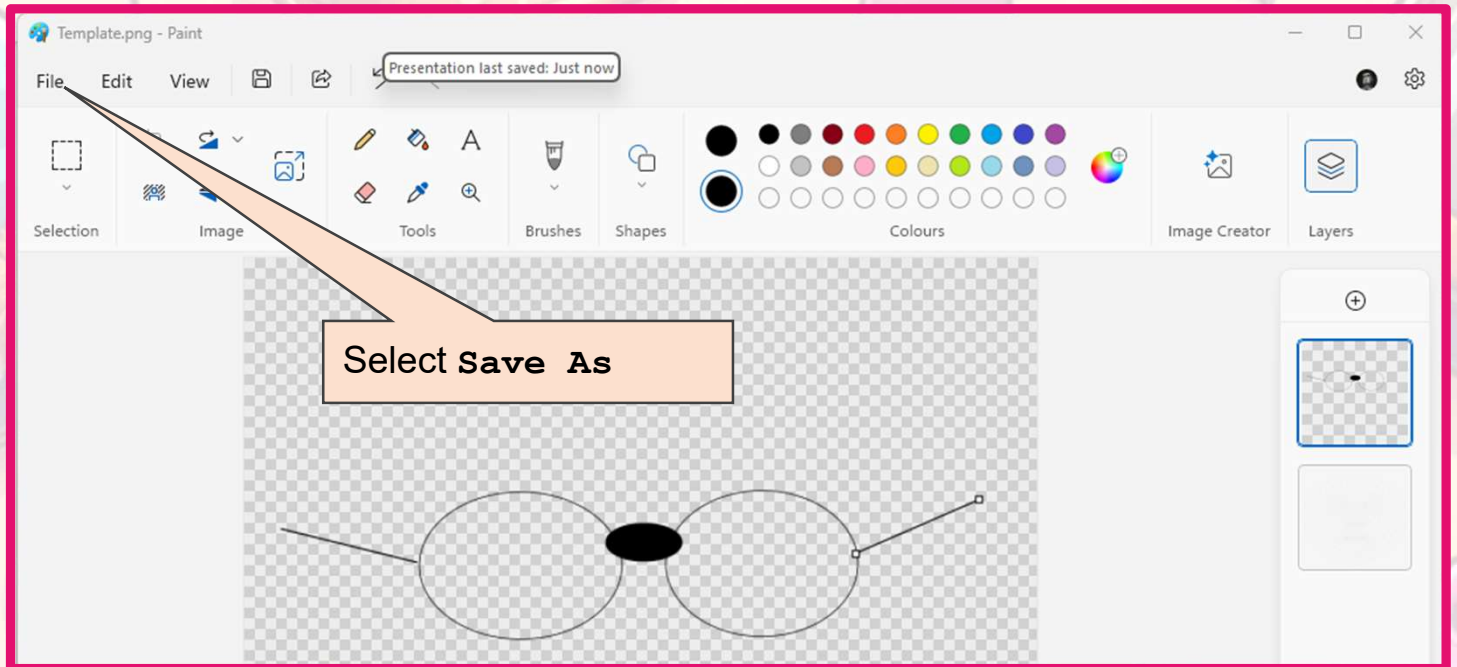 Template.png - Paint
File Edit View
Presentation last saved: Just now
Select Save As
Selection Image Tools Brushes Shapes Colours Image Creator Layers